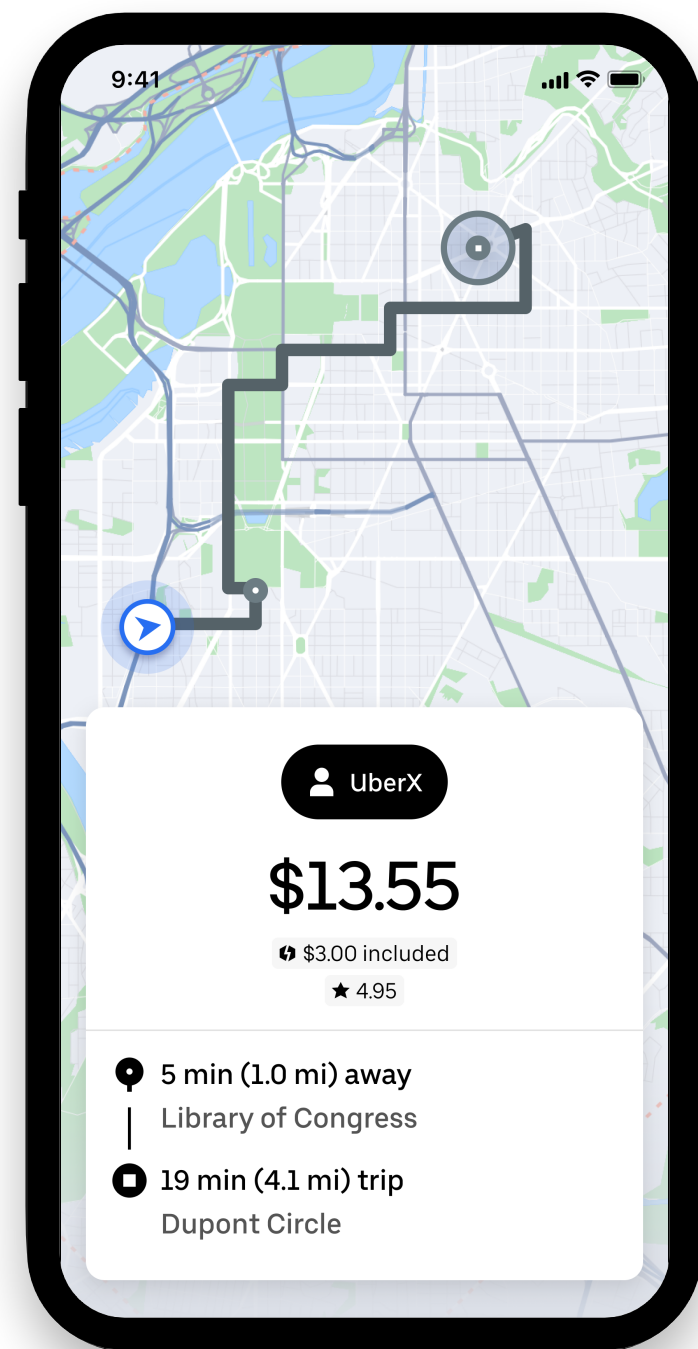 9:41
UberX
$13.55
$3.00 included
4.95
5 min (1.0 mi) away
Library of Congress
19 min (4.1 mi) trip
Dupont Circle